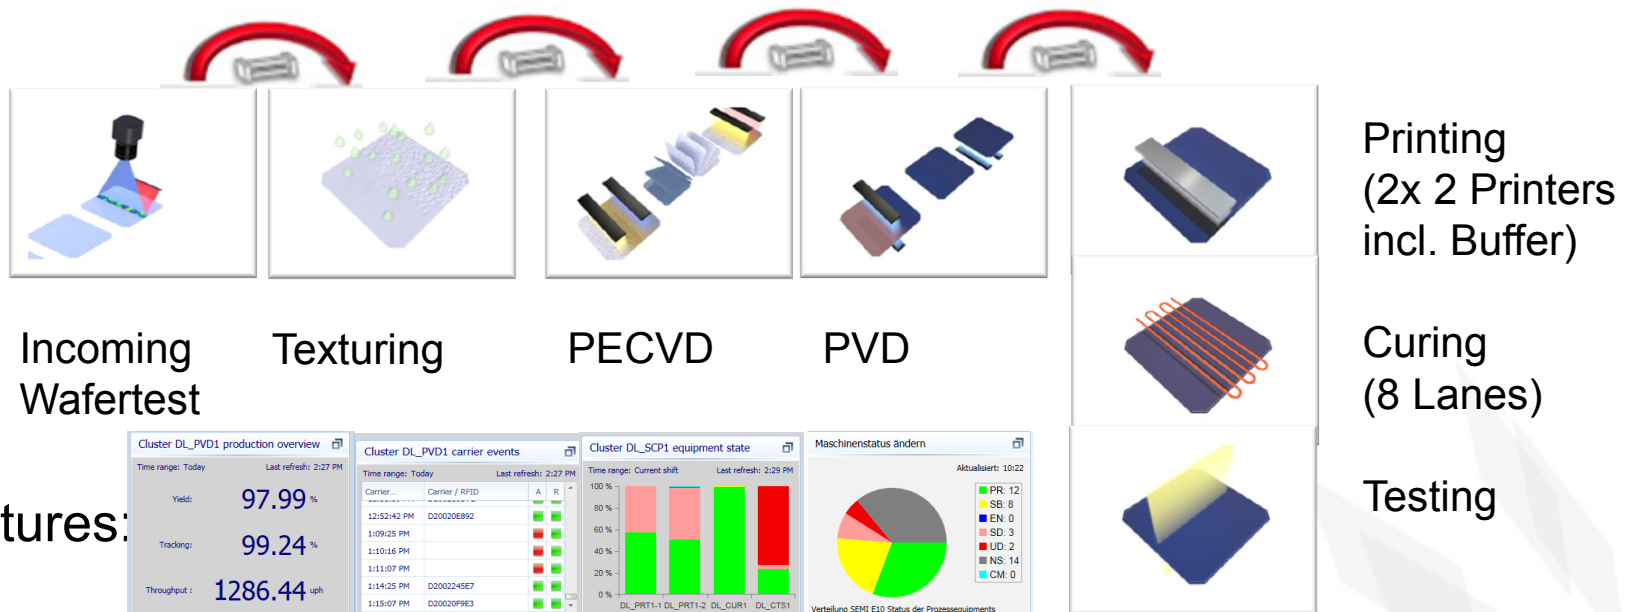 Printing
(2x 2 Printers
incl. Buffer)
Incoming
Wafertest
Texturing
PECVD
PVD
Curing
(8 Lanes)
Testing
tures:
Cluster DL_PVD1 production overview
Time range: Today Last refresh: 2:27 PM
Yield: 97.99 %
Tracking: 99.24 %
Throughput : 1286.44 uph
Cluster DL_PVD1 carrier events
Time range: Today Last refresh: 2:27 PM
Carrier... Carrier / RFID A R
12:52:42 PM D20020E892
1:09:25 PM
1:10:16 PM
1:11:07 PM
1:14:25 PM D2002245E7
1:15:07 PM D20020F9E3
Cluster DL_SCP1 equipment state
Time range: Current shift Last refresh: 2:29 PM
100 %
80 %
60 %
40 %
20 %
0 %
DL_PRT1-1 DL_PRT1-2 DL_CUR1 DL_CTS1
Maschinenstatus ändern
Aktualisiert: 10:22
PR: 12
SB: 8
EN: 0
SD: 3
UD: 2
NS: 14
CM: 0
Verteilung SEMI E10 Status der Prozessequipments